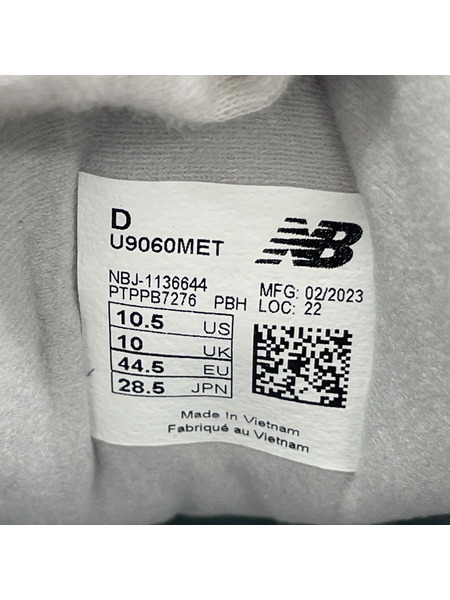 D
U9060MET
NB
NBJ-1136644
PTPPB7276 PBH
MFG: 02/2023
LOC: 22
10.5 US
10 UK
44.5 EU
28.5 JPN
Made In Vietnam
Fabriqué au Vietnam